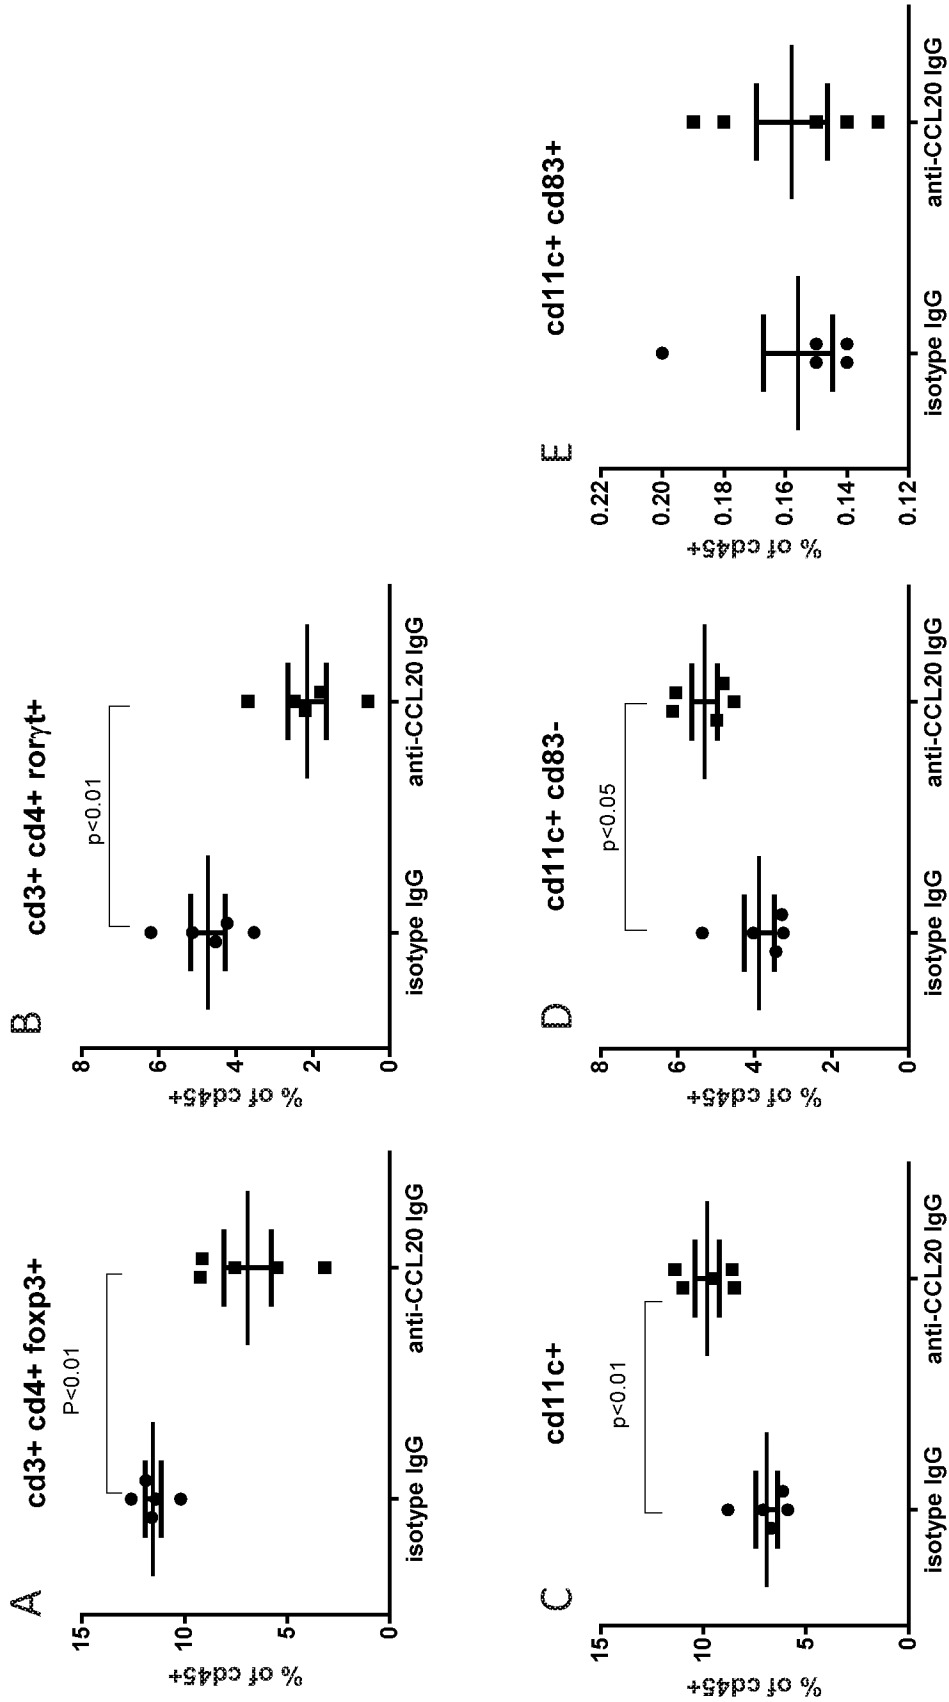 A
cd3+ cd4+ foxp3+
P<0.01
% of cd45+
15
10
5
0
isotype IgG
anti-CCL20 IgG
B
cd3+ cd4+ rorγt+
p<0.01
% of cd45+
8
6
4
2
0
isotype IgG
anti-CCL20 IgG
C
cd11c+
p<0.01
% of cd45+
15
10
5
0
isotype IgG
anti-CCL20 IgG
D
cd11c+ cd83-
p<0.05
% of cd45+
8
6
4
2
0
isotype IgG
anti-CCL20 IgG
E
cd11c+ cd83+
% of cd45+
0.22
0.20
0.18
0.16
0.14
0.12
isotype IgG
anti-CCL20 IgG